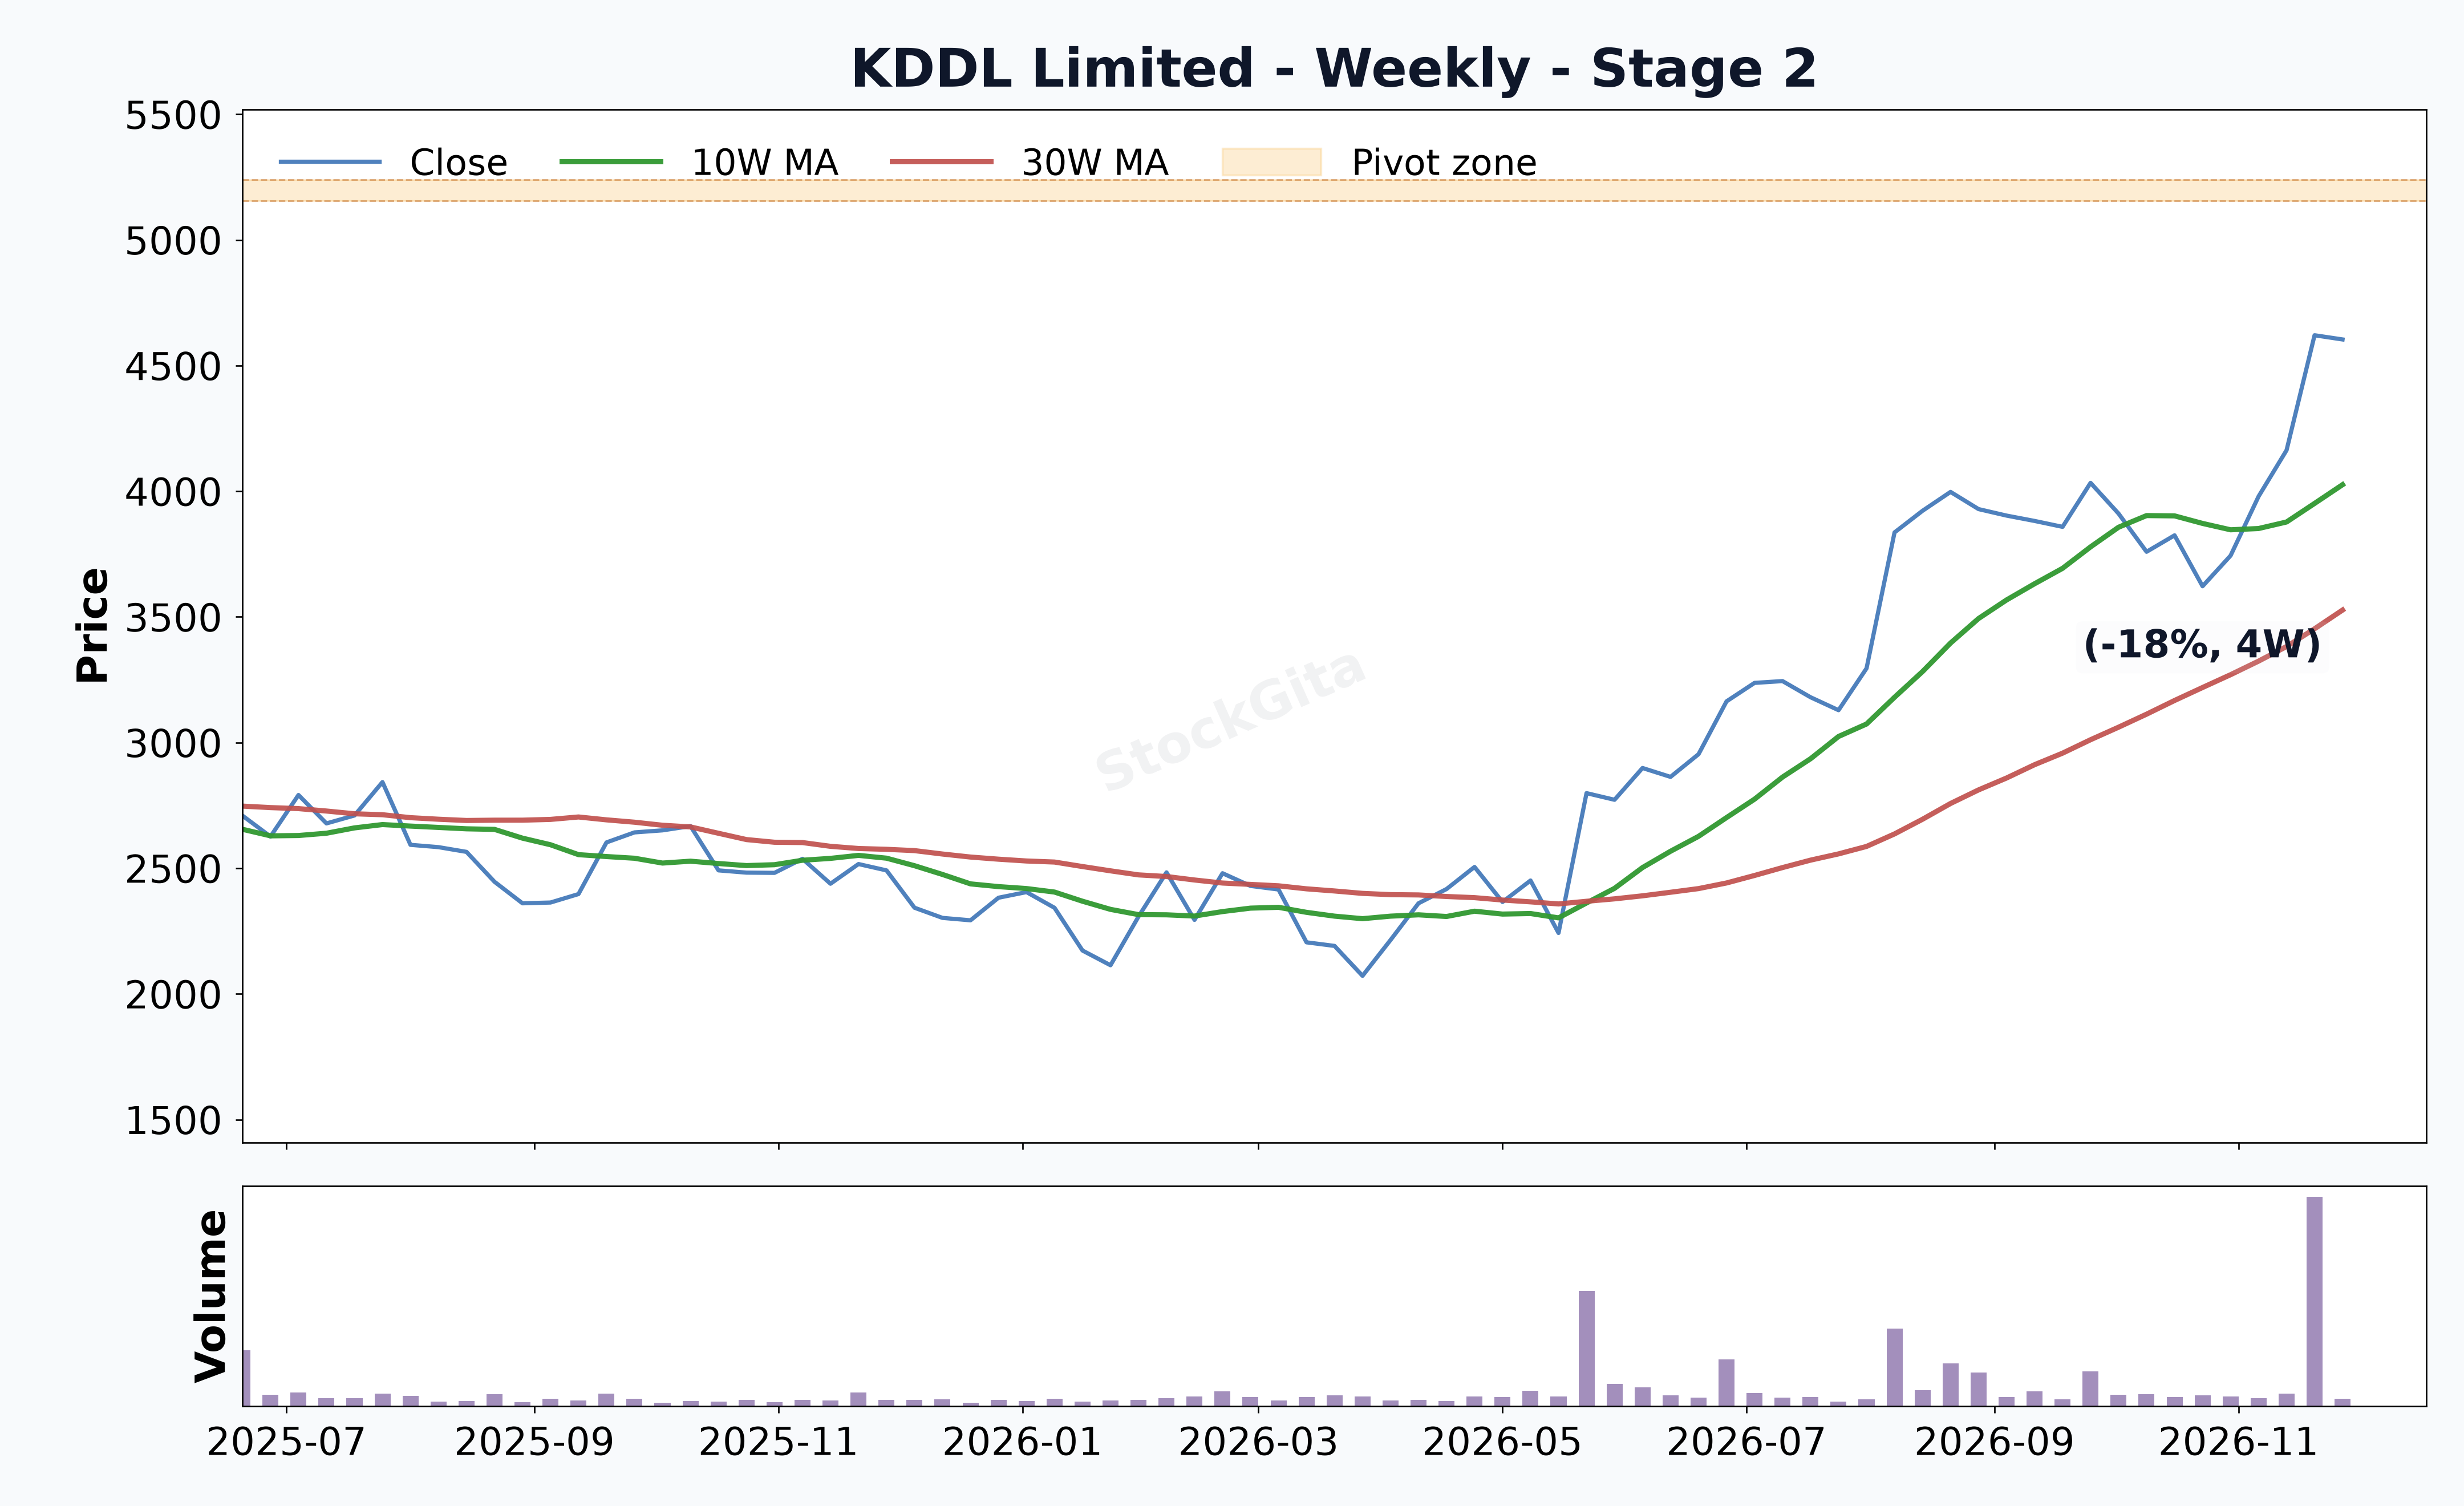 KDDL Limited - Weekly - Stage 2
Close
10W MA
30W MA
Pivot zone
Price
5500
5000
4500
4000
3500
3000
2500
2000
1500
(-18%, 4W)
StockGita
Volume
2025-07
2025-09
2025-11
2026-01
2026-03
2026-05
2026-07
2026-09
2026-11